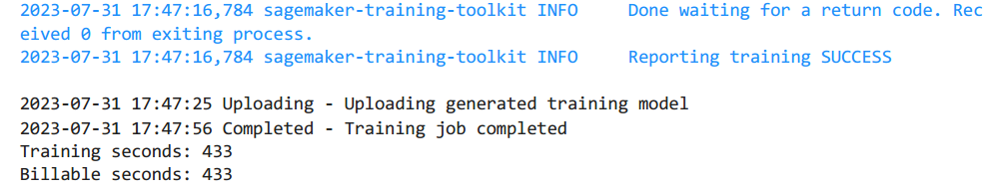 2023-07-31 17:47:16,784 sagemaker-training-toolkit INFO     Done waiting for a return code. Rec
eived 0 from exiting process.
2023-07-31 17:47:16,784 sagemaker-training-toolkit INFO     Reporting training SUCCESS
2023-07-31 17:47:25 Uploading - Uploading generated training model
2023-07-31 17:47:56 Completed - Training job completed
Training seconds: 433
Billable seconds: 433